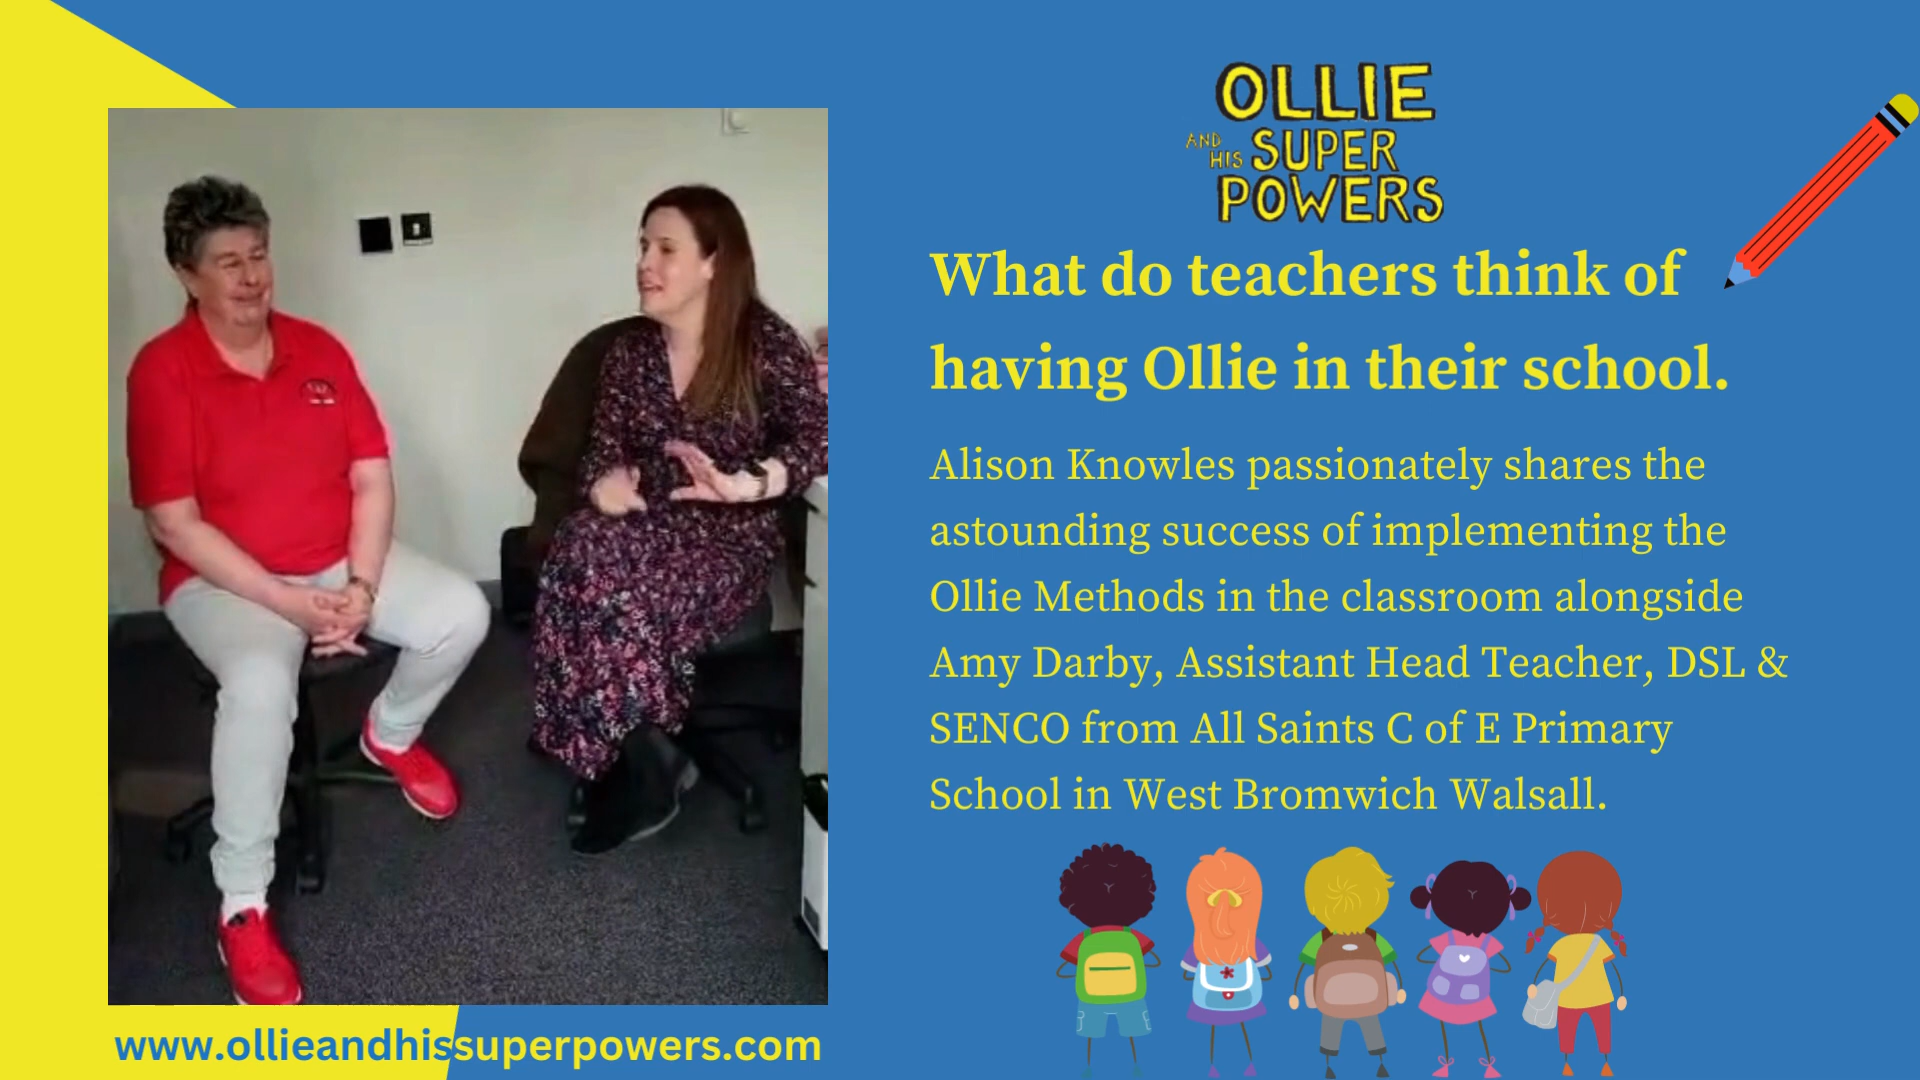 OLLIE
AND HIS SUPER
POWERS
What do teachers think of
having Ollie in their school.
Alison Knowles passionately shares the
astounding success of implementing the
Ollie Methods in the classroom alongside
Amy Darby, Assistant Head Teacher, DSL &
SENCO from All Saints C of E Primary
School in West Bromwich Walsall.
www.ollieandhissuperpowers.com